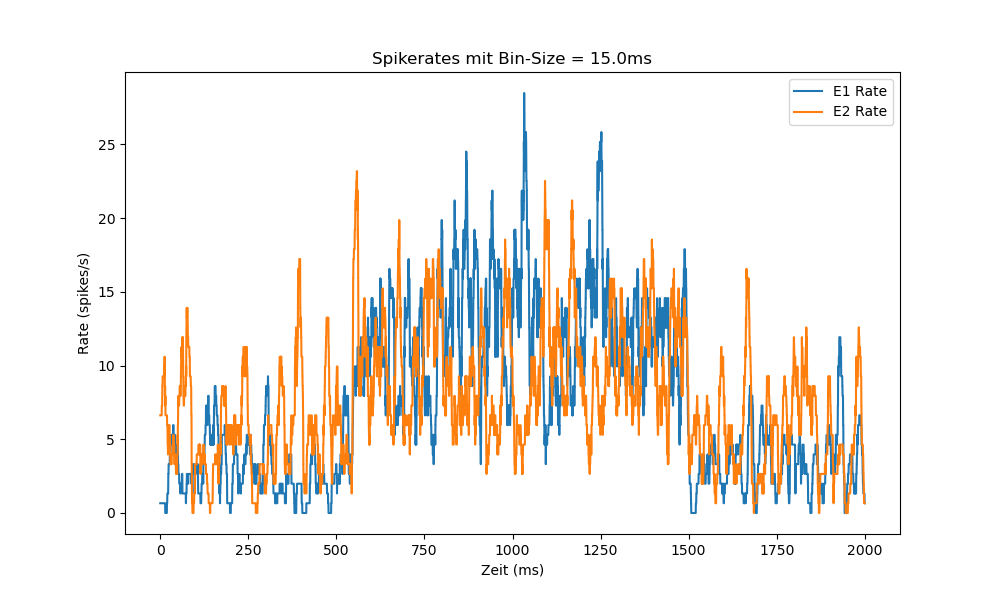 Spikerates mit Bin-Size = 15.0ms
E1 Rate
E2 Rate
Rate (spikes/s)
25
20
15
10
5
0
0 250 500 750 1000 1250 1500 1750 2000
Zeit (ms)